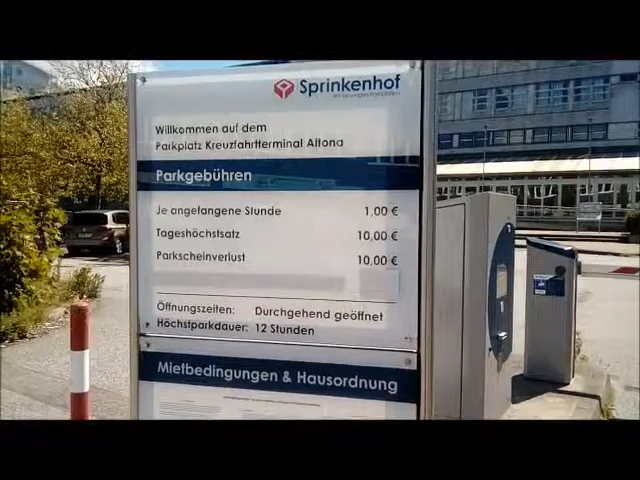 Sprinkenhof
Willkommen auf dem
Parkplatz Kreuzfahrtterminal Altona
Parkgebühren
Je angefangene Stunde 1,00 €
Tageshöchstsatz 10,00 €
Parkscheinverlust 10,00 €
Öffnungszeiten: Durchgehend geöffnet
Höchstparkdauer: 12 Stunden
Mietbedingungen & Hausordnung